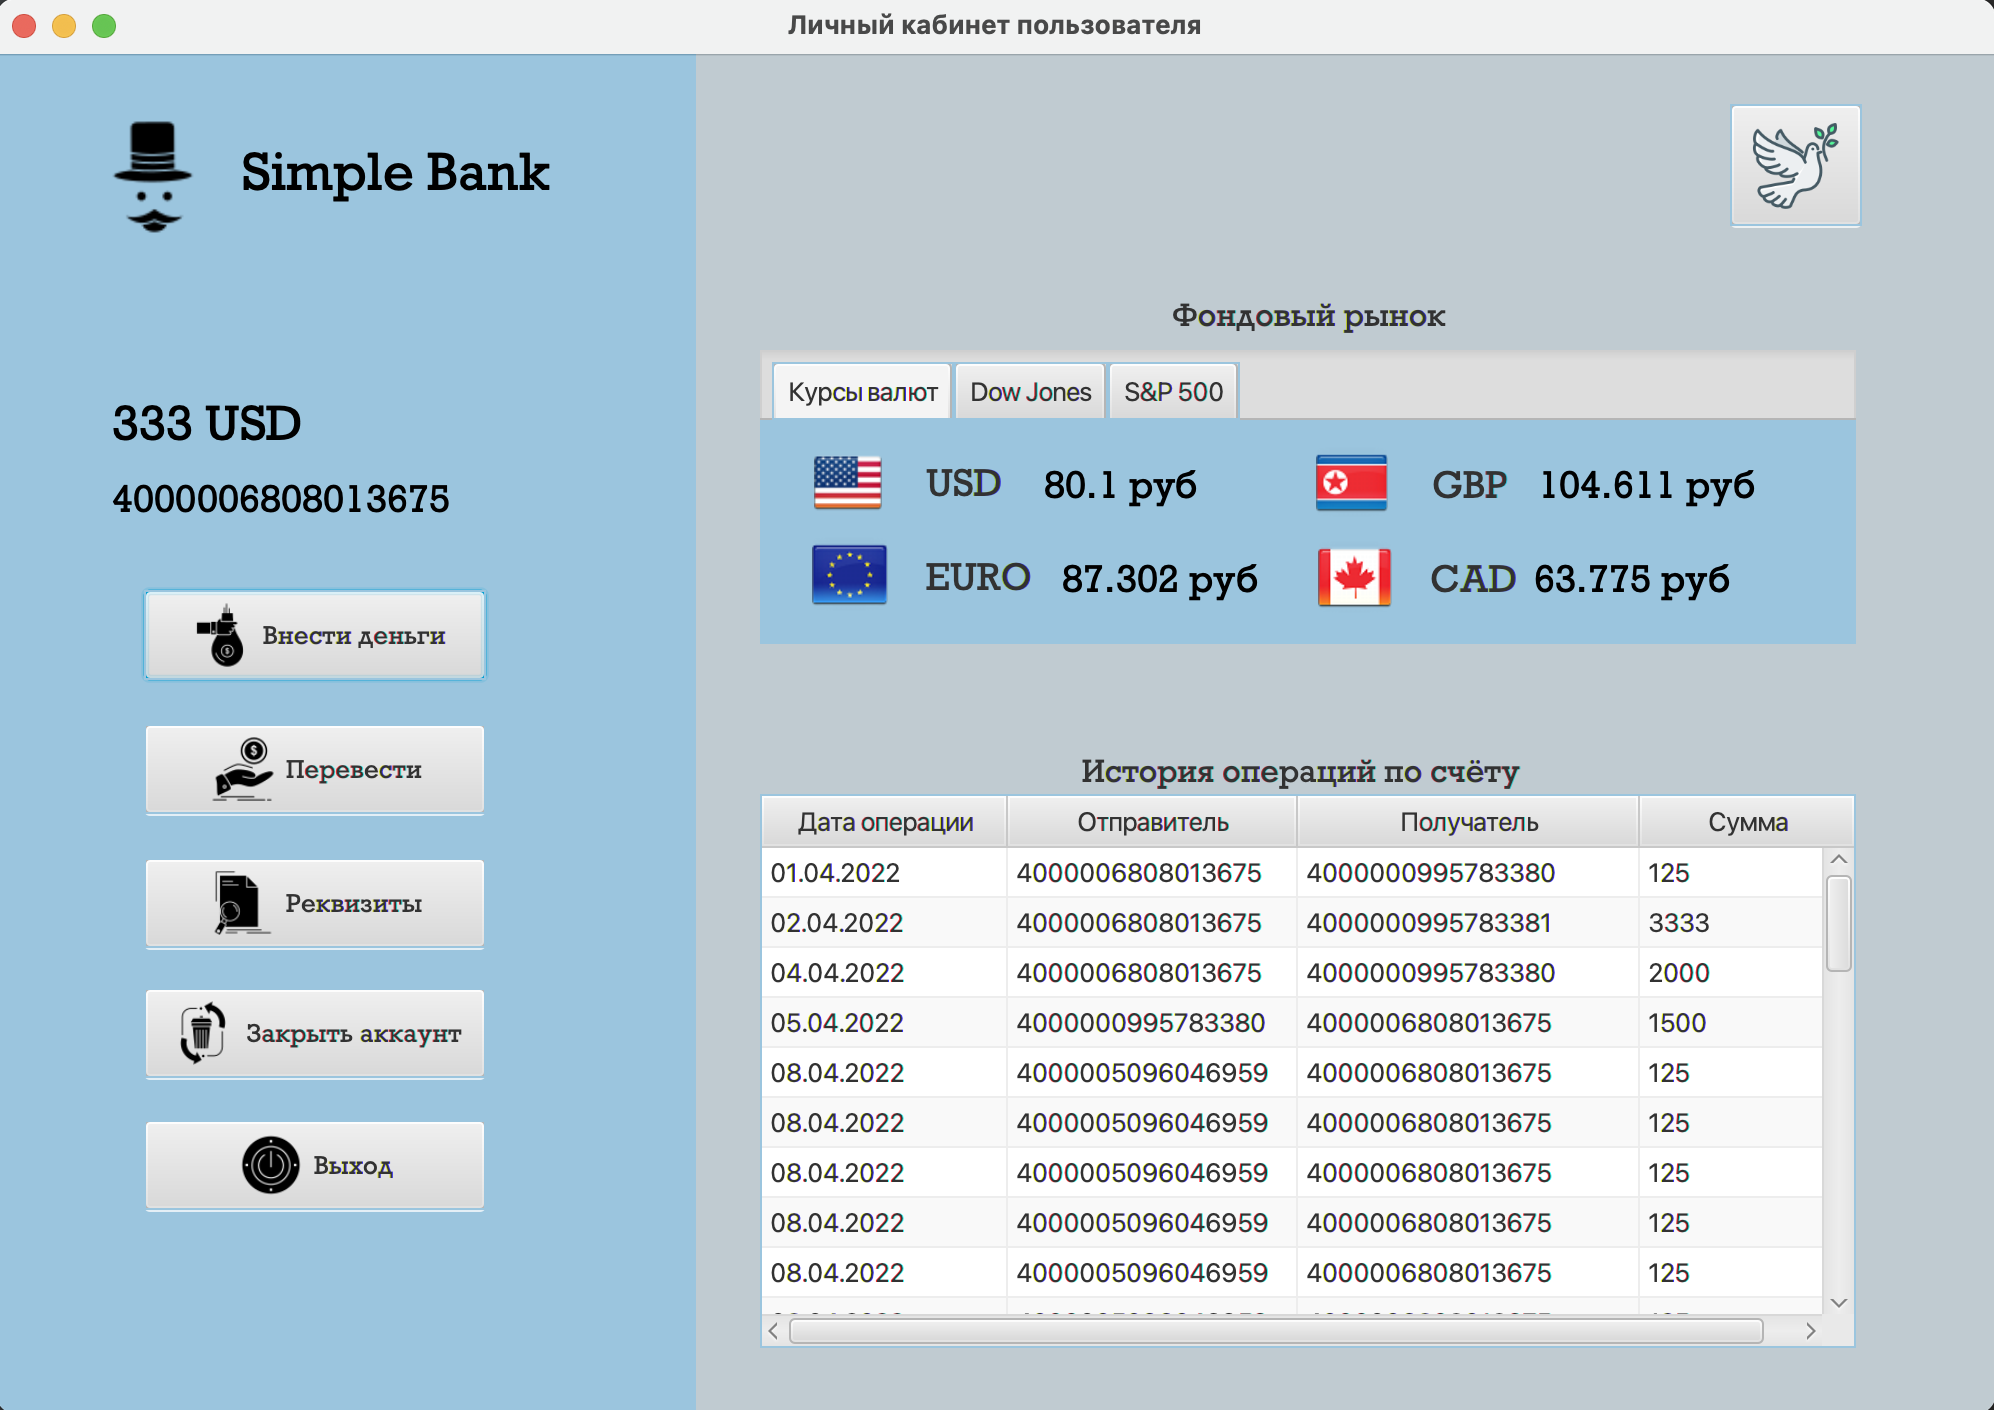 Личный кабинет пользователя
Simple Bank
333 USD
4000006808013675
Внести деньги
Перевести
Реквизиты
Закрыть аккаунт
Выход
Фондовый рынок
Курсы валют Dow Jones S&P 500
USD 80.1 руб GBP 104.611 руб
EURO 87.302 руб CAD 63.775 руб
История операций по счёту
Дата операции Отправитель Получатель Сумма
01.04.2022 4000006808013675 4000000995783380 125
02.04.2022 4000006808013675 4000000995783381 3333
04.04.2022 4000006808013675 4000000995783380 2000
05.04.2022 4000000995783380 4000006808013675 1500
08.04.2022 4000005096046959 4000006808013675 125
08.04.2022 4000005096046959 4000006808013675 125
08.04.2022 4000005096046959 4000006808013675 125
08.04.2022 4000005096046959 4000006808013675 125
08.04.2022 4000005096046959 4000006808013675 125